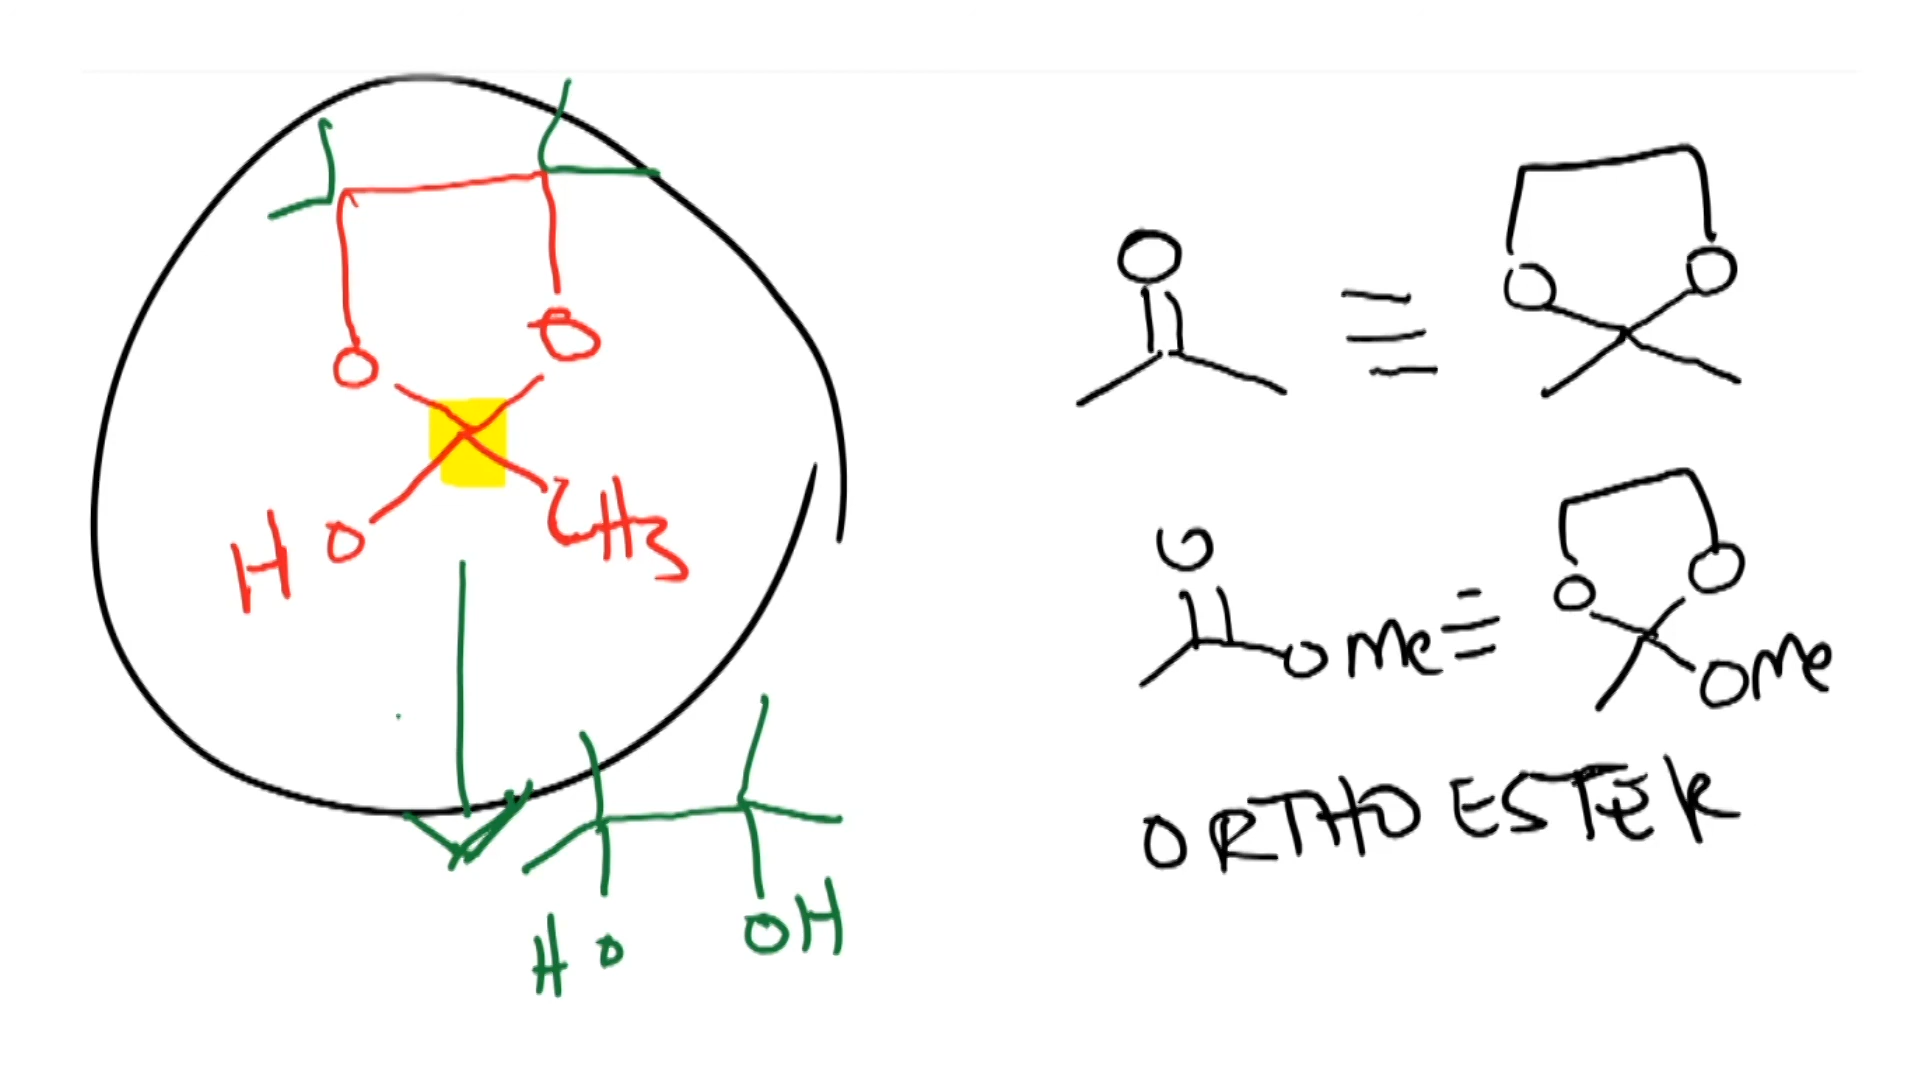 O O
HO CH3
HO OH
O O O
O OMe O O OMe
ORTHOESTER